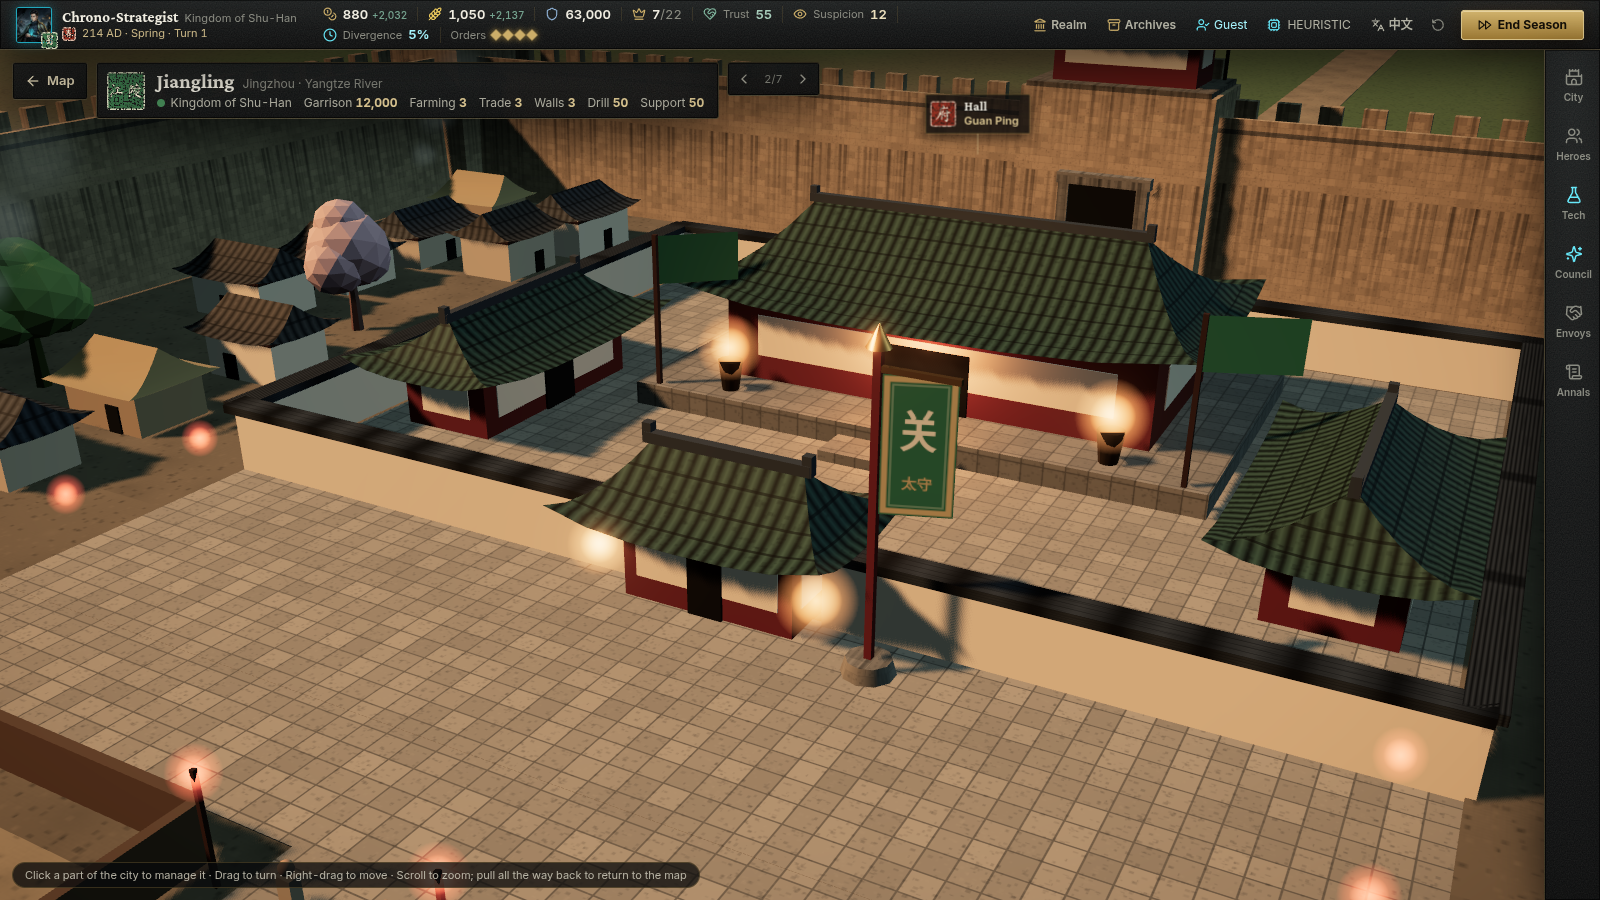 Chrono-Strategist Kingdom of Shu-Han
214 AD · Spring · Turn 1
880 +2,032
1,050 +2,137
63,000
7/22
Trust 55
Suspicion 12
Divergence 5%
Orders
Realm
Archives
Guest
HEURISTIC
中文
End Season
Map
Jiangling Jingzhou · Yangtze River
Kingdom of Shu-Han Garrison 12,000 Farming 3 Trade 3 Walls 3 Drill 50 Support 50
2/7
府
Hall
Guan Ping
City
Heroes
Tech
Council
Envoys
Annals
关
太守
Click a part of the city to manage it · Drag to turn · Right-drag to move · Scroll to zoom; pull all the way back to return to the map